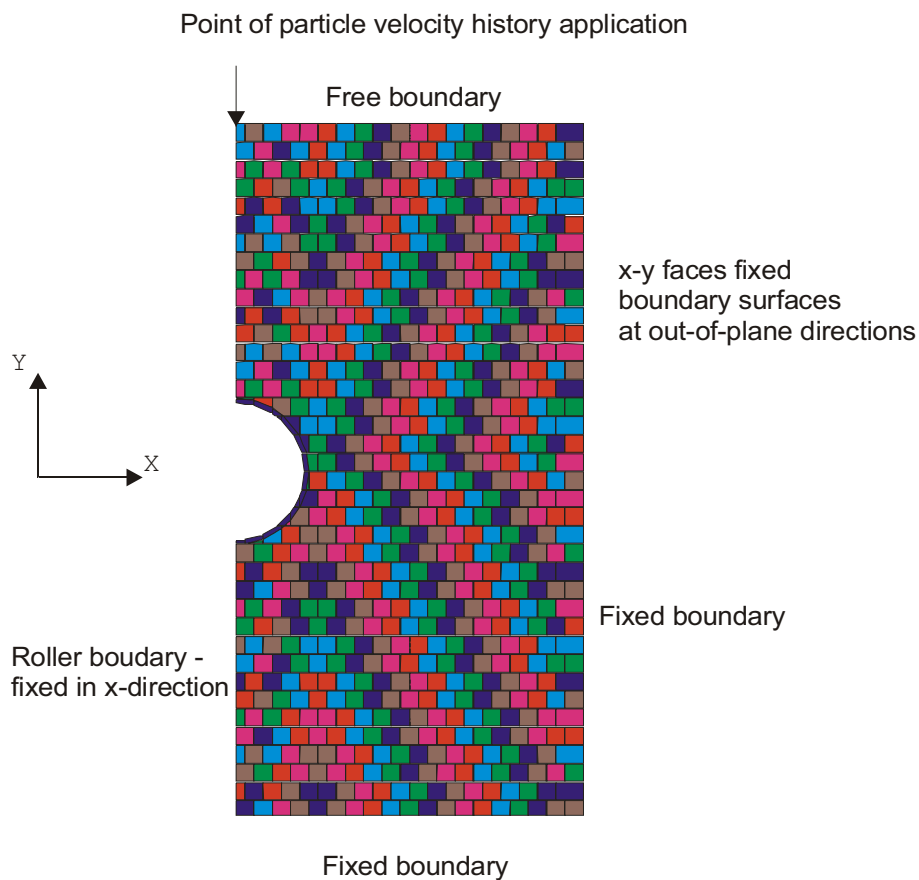 Point of particle velocity history application
Free boundary
x-y faces fixed
boundary surfaces
at out-of-plane directions
Y
X
Fixed boundary
Roller boudary -
fixed in x-direction
Fixed boundary